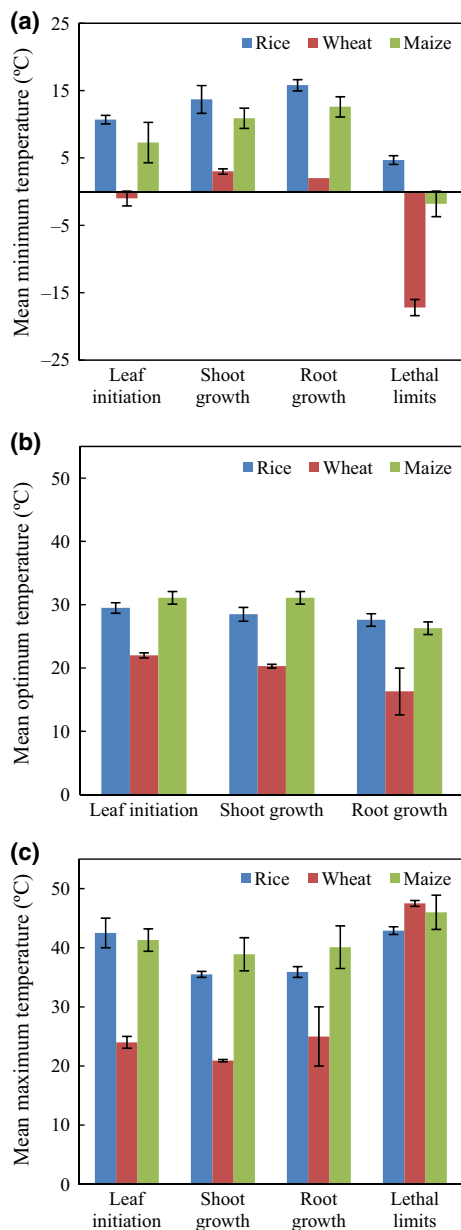 (a)
Mean minimum temperature (ºC)
25
15
5
–5
–15
–25
Rice Wheat Maize
Leaf initiation
Shoot growth
Root growth
Lethal limits
(b)
Mean optimum temperature (ºC)
50
40
30
20
10
0
Rice Wheat Maize
Leaf initiation Shoot growth Root growth
(c)
Mean maximum temperature (ºC)
50
40
30
20
10
0
Rice Wheat Maize
Leaf initiation
Shoot growth
Root growth
Lethal limits